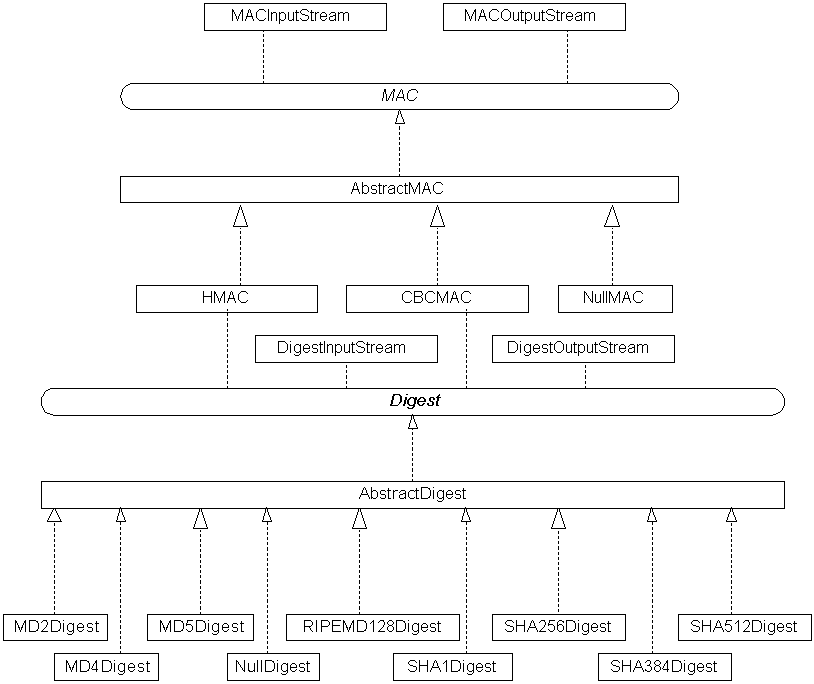 MACInputStream
MACOutputStream
MAC
AbstractMAC
HMAC
CBCMAC
NullMAC
DigestInputStream
DigestOutputStream
Digest
AbstractDigest
MD2Digest
MD5Digest
RIPEMD128Digest
SHA256Digest
SHA512Digest
MD4Digest
NullDigest
SHA1Digest
SHA384Digest